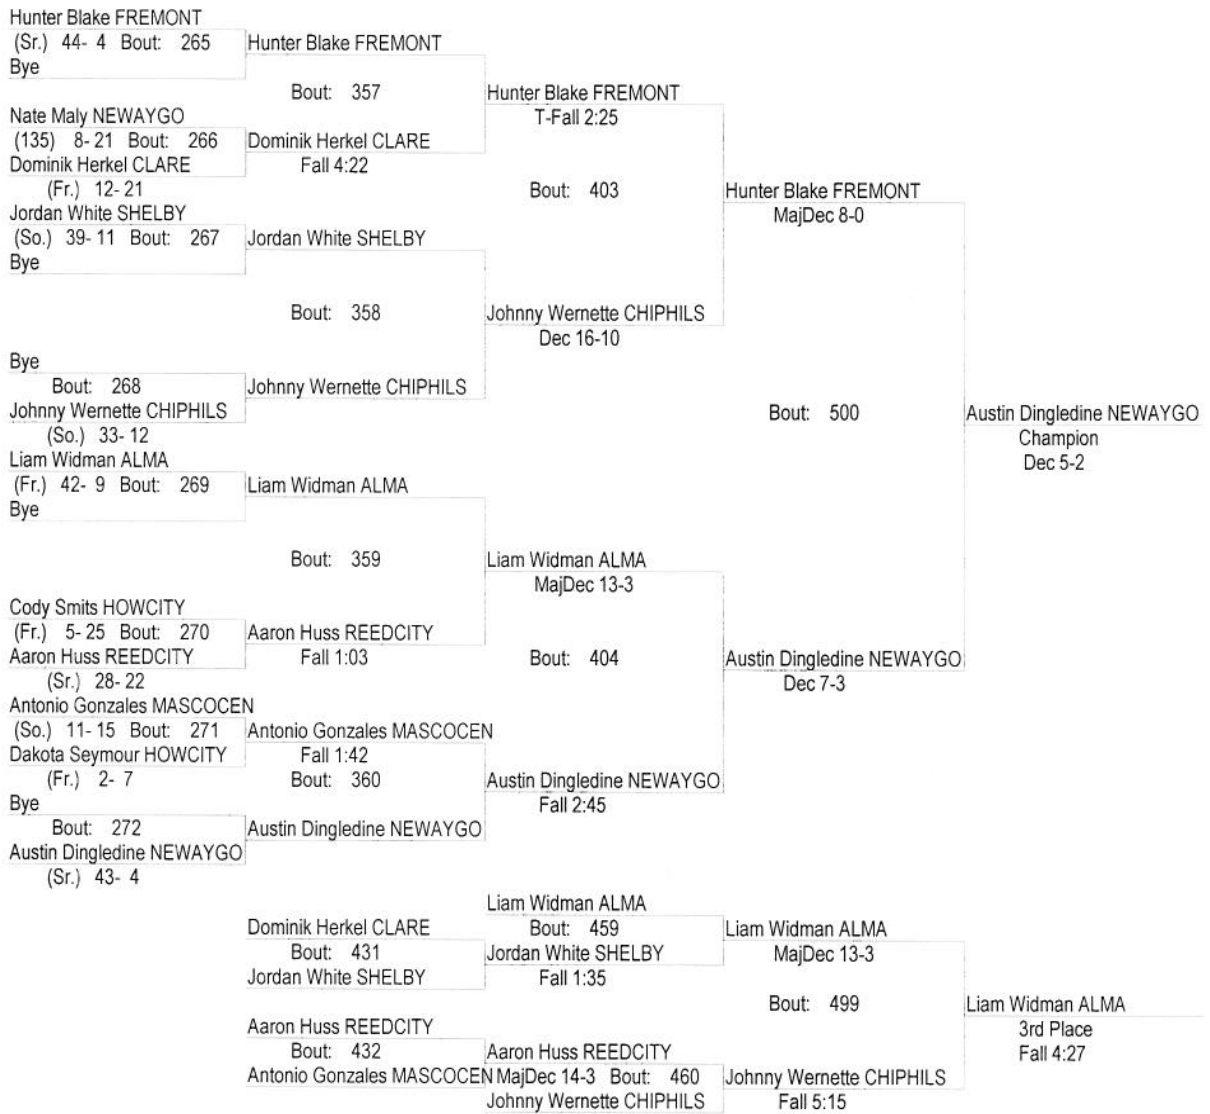 Hunter Blake FREMONT
(Sr.) 44- 4 Bout: 265
Bye
Hunter Blake FREMONT
Bout: 357
Nate Maly NEWAYGO
(135) 8- 21 Bout: 266
Dominik Herkel CLARE
(Fr.) 12- 21
Dominik Herkel CLARE
Fall 4:22
Hunter Blake FREMONT
T-Fall 2:25
Bout: 403
Jordan White SHELBY
(So.) 39- 11 Bout: 267
Bye
Jordan White SHELBY
Bout: 358
Bye
Bout: 268
Johnny Wernette CHIPHILS
(So.) 33- 12
Johnny Wernette CHIPHILS
Johnny Wernette CHIPHILS
Dec 16-10
Hunter Blake FREMONT
MajDec 8-0
Bout: 500
Liam Widman ALMA
(Fr.) 42- 9 Bout: 269
Bye
Liam Widman ALMA
Bout: 359
Cody Smits HOWCITY
(Fr.) 5- 25 Bout: 270
Aaron Huss REEDCITY
(Sr.) 28- 22
Aaron Huss REEDCITY
Fall 1:03
Liam Widman ALMA
MajDec 13-3
Bout: 404
Antonio Gonzales MASCOCEN
(So.) 11- 15 Bout: 271
Dakota Seymour HOWCITY
(Fr.) 2- 7
Antonio Gonzales MASCOCEN
Fall 1:42
Bout: 360
Bye
Bout: 272
Austin Dingledine NEWAYGO
(Sr.) 43- 4
Austin Dingledine NEWAYGO
Austin Dingledine NEWAYGO
Fall 2:45
Austin Dingledine NEWAYGO
Dec 7-3
Austin Dingledine NEWAYGO
Champion
Dec 5-2
Dominik Herkel CLARE
Bout: 431
Jordan White SHELBY
Liam Widman ALMA
Bout: 459
Jordan White SHELBY
Fall 1:35
Liam Widman ALMA
MajDec 13-3
Bout: 499
Aaron Huss REEDCITY
Bout: 432
Antonio Gonzales MASCOCEN
Aaron Huss REEDCITY
MajDec 14-3 Bout: 460
Johnny Wernette CHIPHILS
Johnny Wernette CHIPHILS
Fall 5:15
Liam Widman ALMA
3rd Place
Fall 4:27